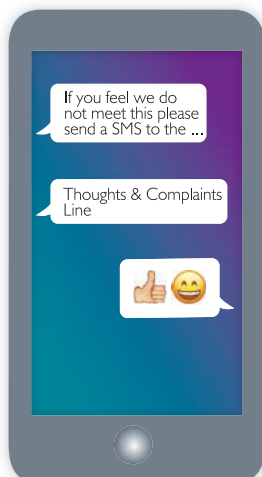 If you feel we do
not meet this please
send a SMS to the ...
Thoughts & Complaints
Line
👍😄